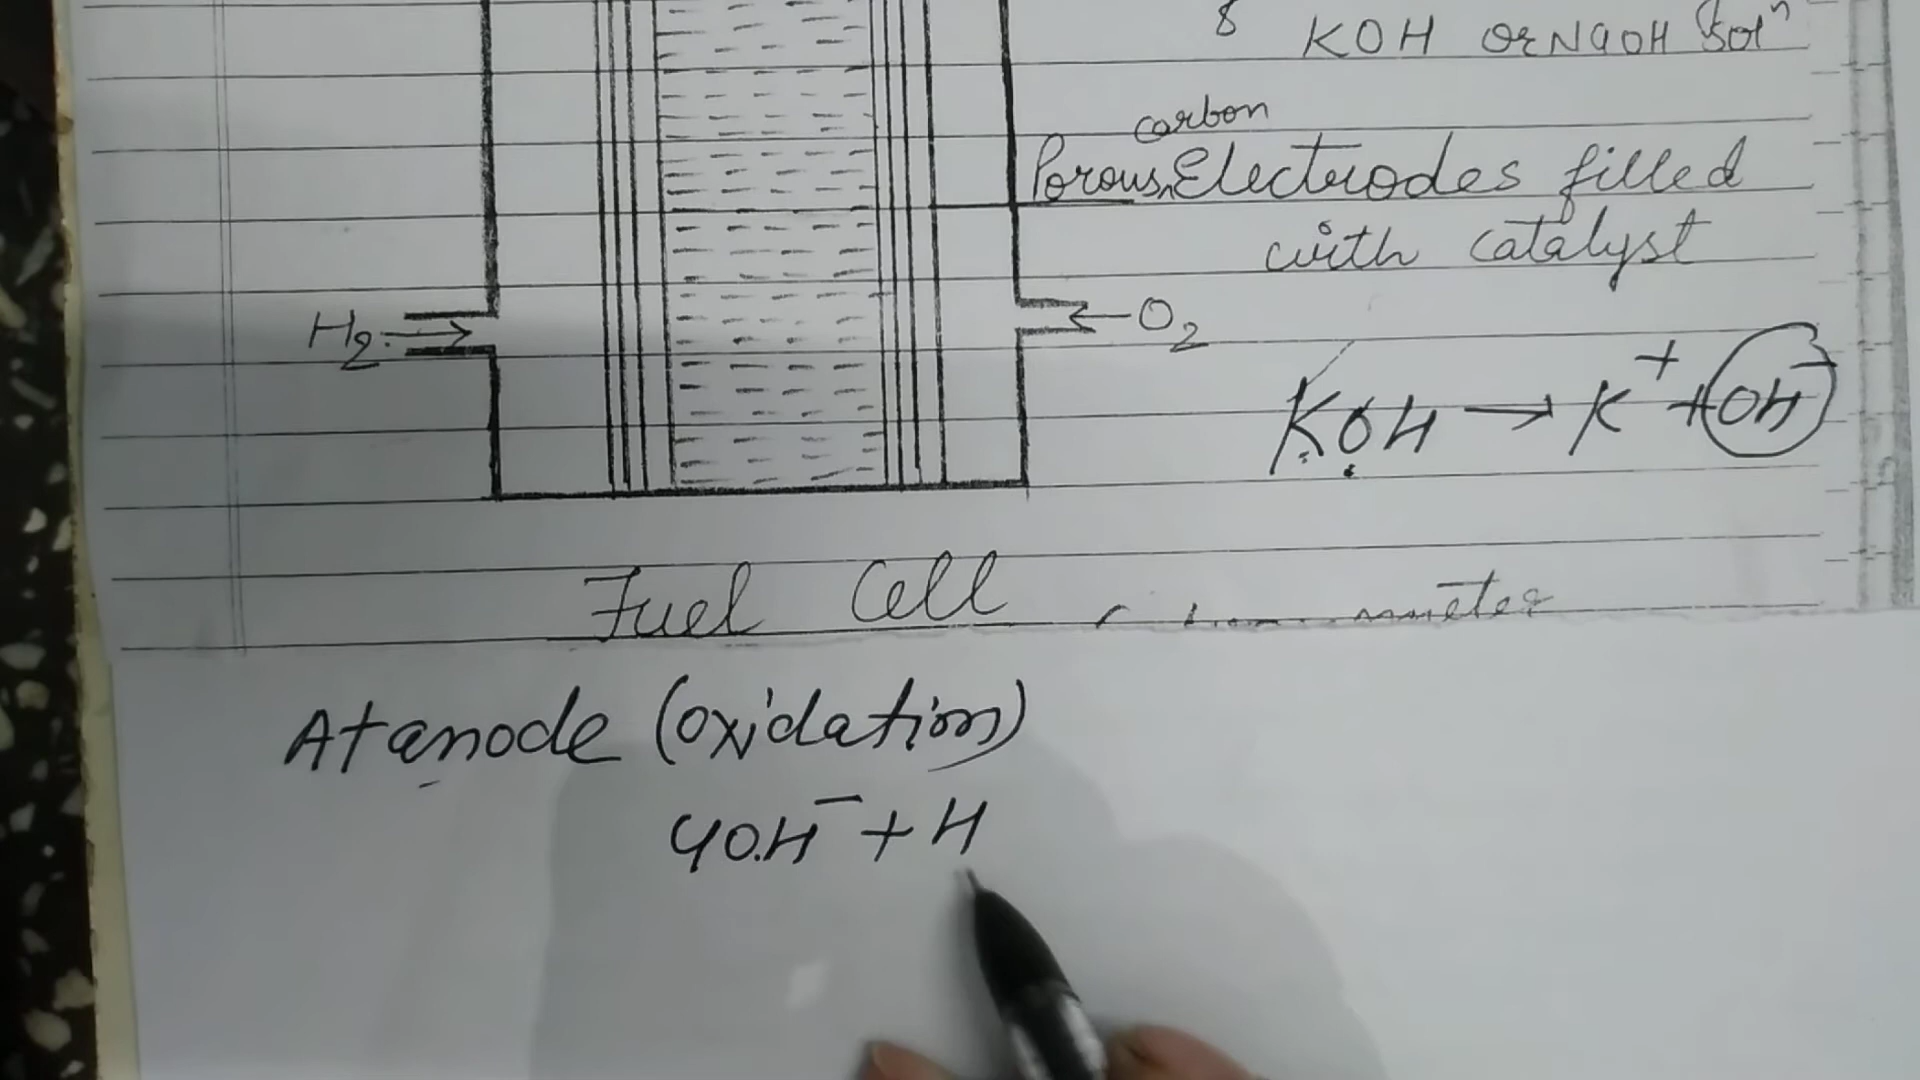 & KOH or NaOH Solⁿ
carbon
Porous Electrodes filled
with catalyst
H₂ → ← O₂
KOH → K⁺ + OH⁻
Fuel Cell
At anode (oxidation)
4OH⁻ + H